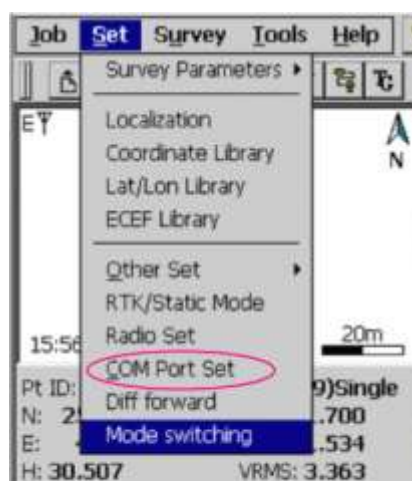 Job Set Survey Tools Help
Survey Parameters
E
Localization
Coordinate Library
N
Lat/Lon Library
ECEF Library
Other Set
RTK/Static Mode
15:56 Radio Set 20m
COM Port Set
Pt ID: 9)Single
Diff forward
N: .700
Mode switching
E: .534
H: 30.507 VRMS: 3.363